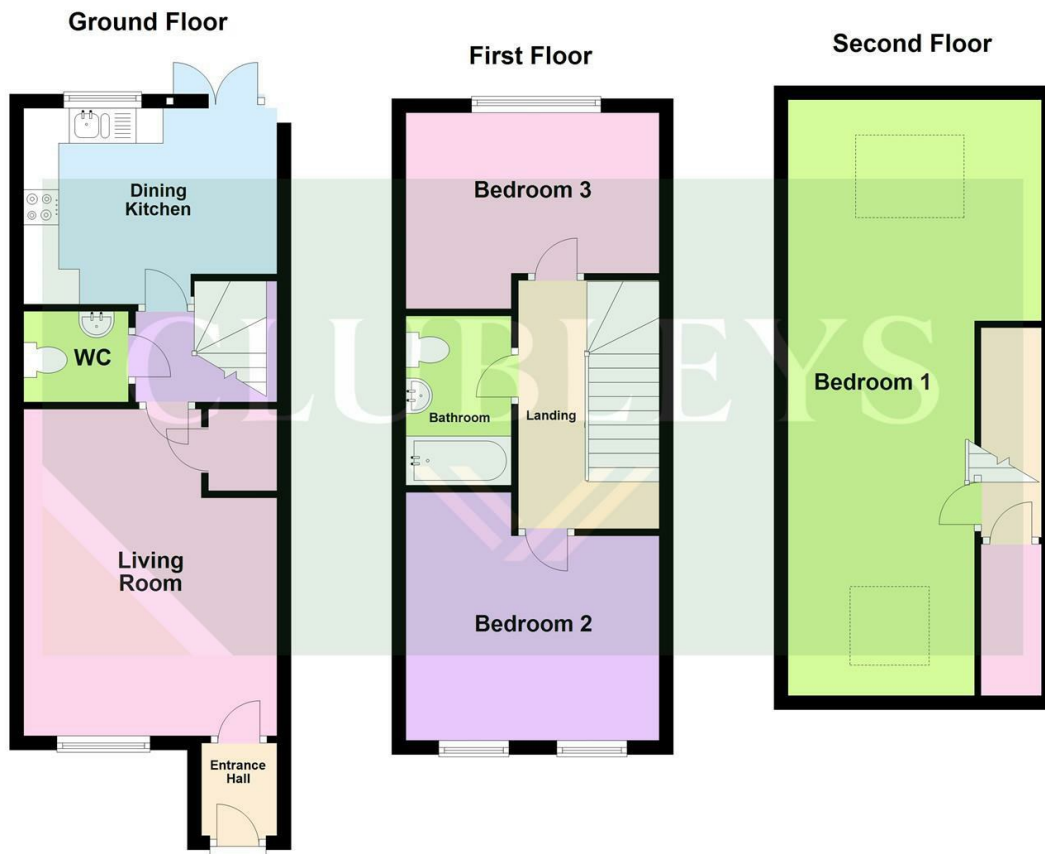 Ground Floor
Dining
Kitchen
WC
Living
Room
Entrance
Hall
First Floor
Bedroom 3
Bathroom
Landing
Bedroom 2
Second Floor
Bedroom 1
CLUBLEYS